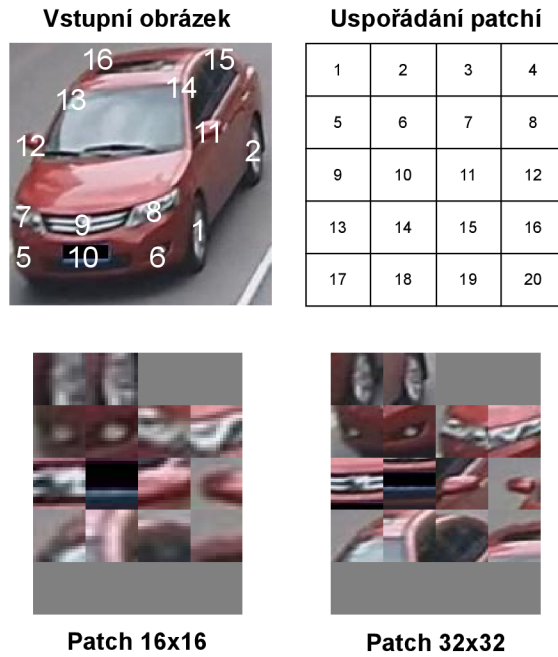 Vstupní obrázek
Uspořádání patchí
16
15
13
14
11
12
2
7
8
9
1
5
10
6
1 2 3 4
5 6 7 8
9 10 11 12
13 14 15 16
17 18 19 20
Patch 16x16
Patch 32x32